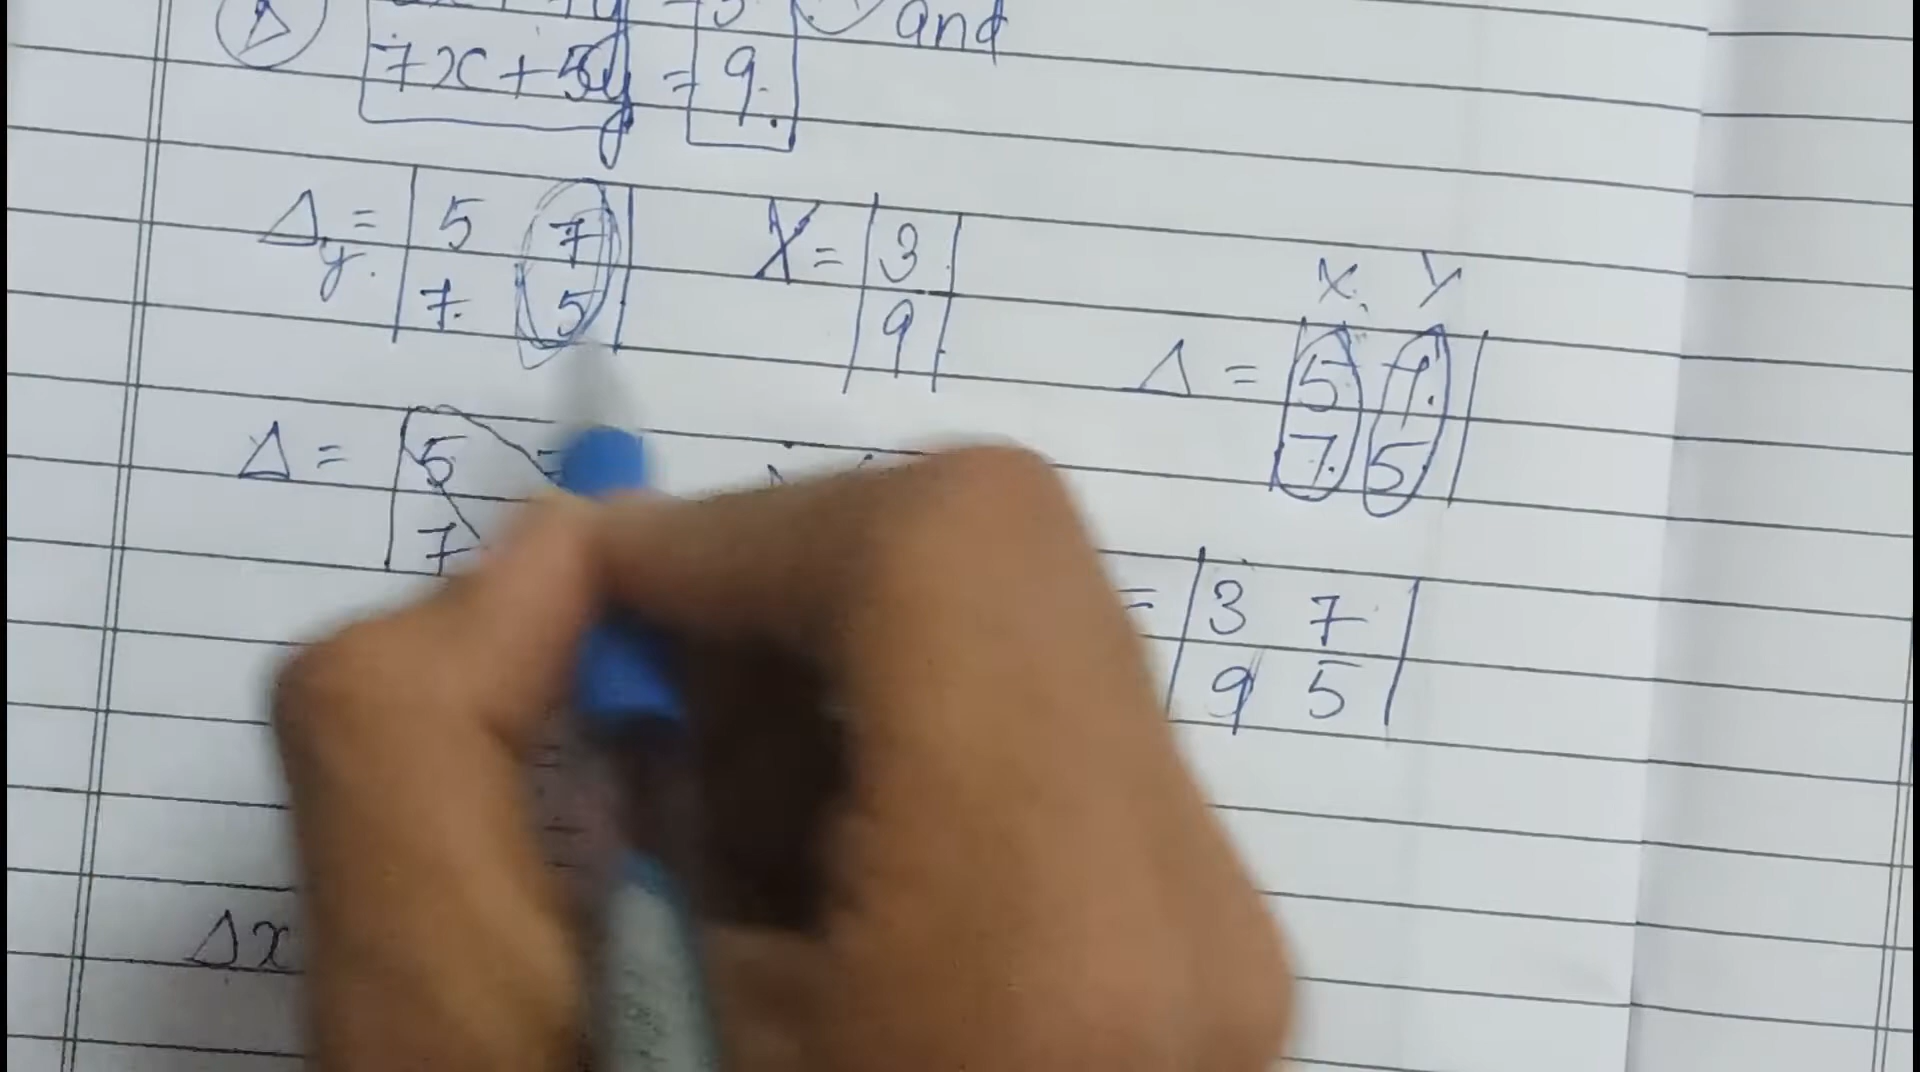 and
7x + 5y = 9.
Δy = | 5 7 | X = | 3 |
| 7 5 | | 9 |
X Y
Δ = | 5 7 |
| 7 5 |
Δ = | 5
7
= | 3 7 |
| 9 5 |
Δx